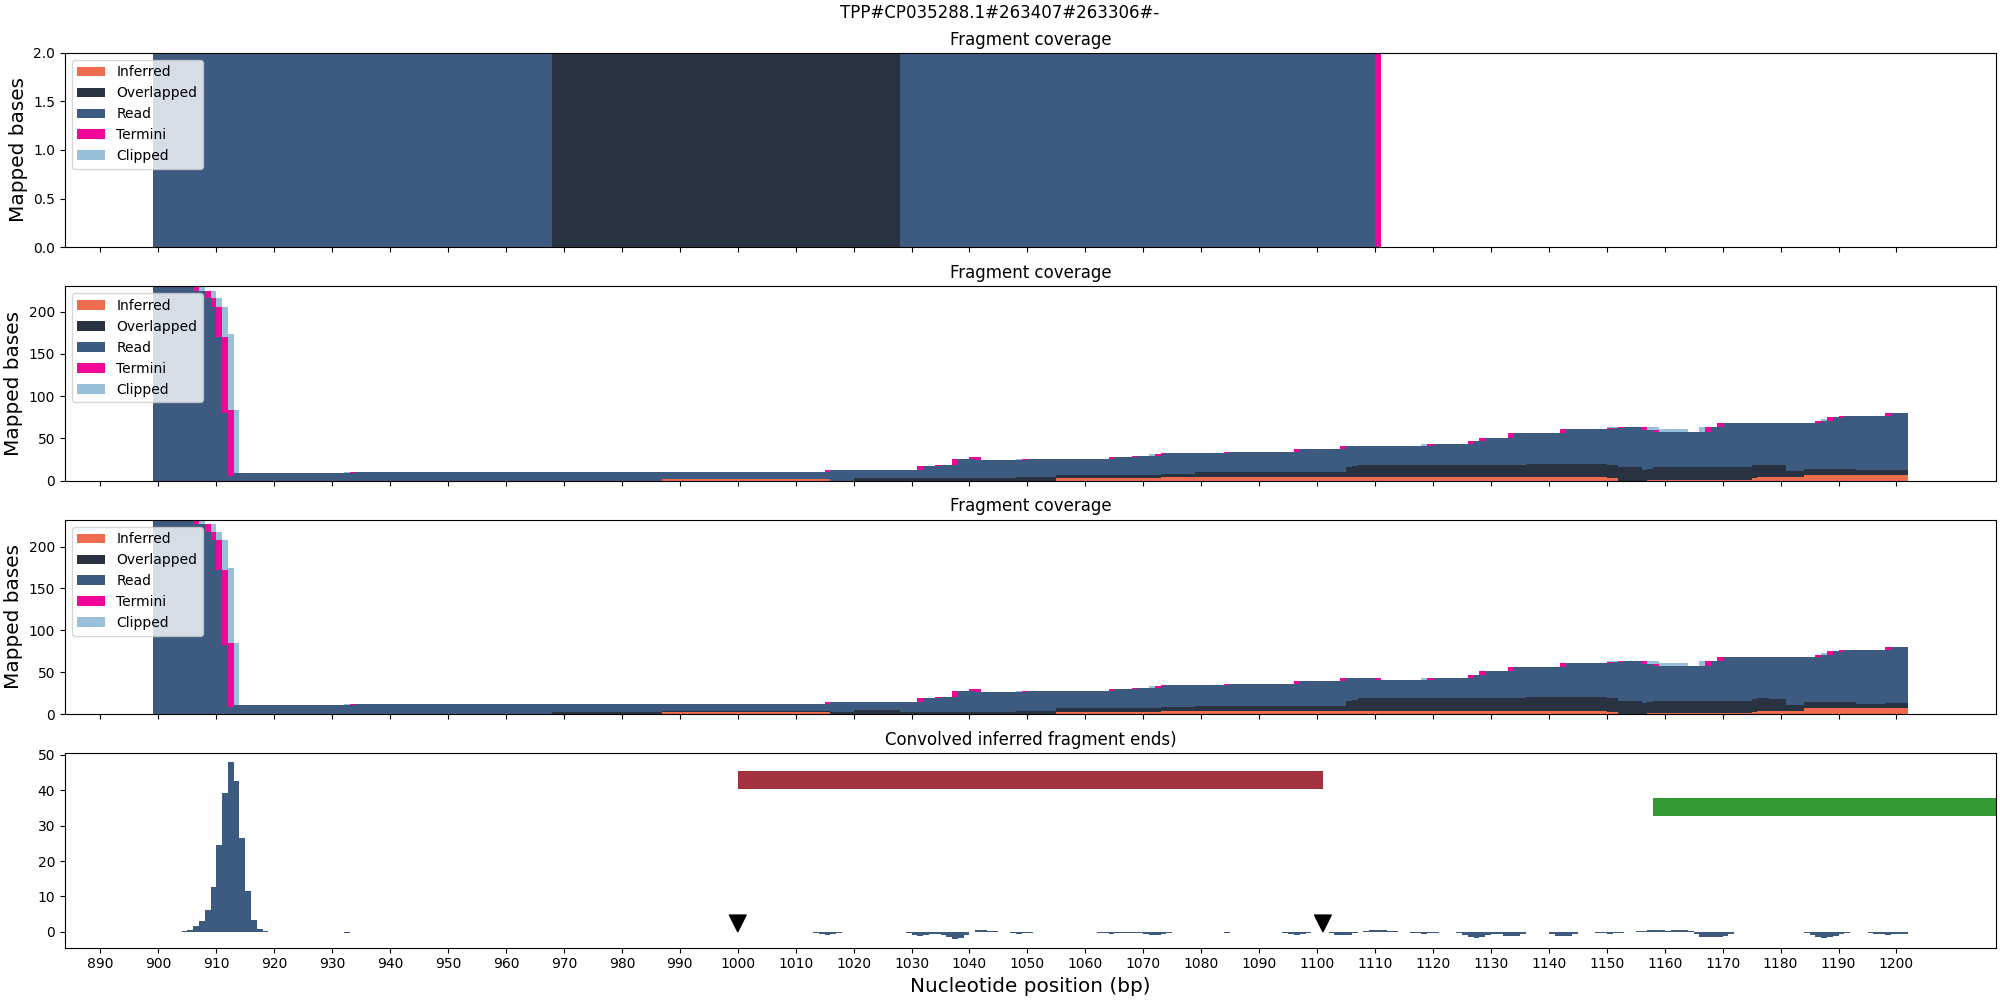 TPP#CP035288.1#263407#263306#-
Fragment coverage
Mapped bases
2.0
1.5
1.0
0.5
0.0
Inferred
Overlapped
Read
Termini
Clipped
Fragment coverage
Mapped bases
200
150
100
50
0
Inferred
Overlapped
Read
Termini
Clipped
Fragment coverage
Mapped bases
200
150
100
50
0
Inferred
Overlapped
Read
Termini
Clipped
Convolved inferred fragment ends)
50
40
30
20
10
0
890 900 910 920 930 940 950 960 970 980 990 1000 1010 1020 1030 1040 1050 1060 1070 1080 1090 1100 1110 1120 1130 1140 1150 1160 1170 1180 1190 1200
Nucleotide position (bp)